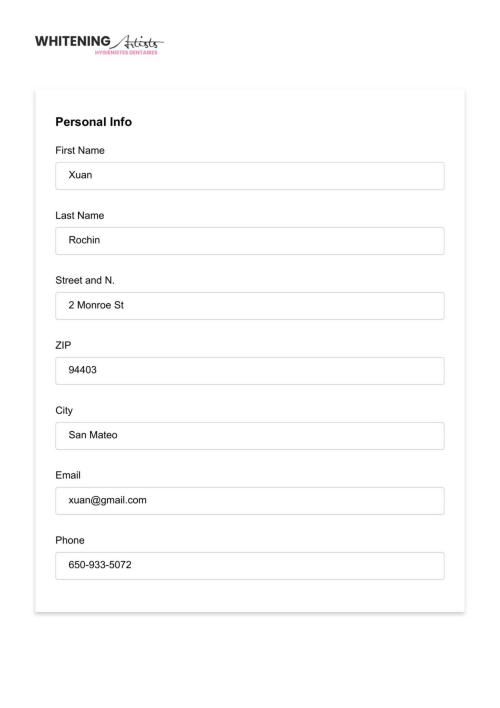 WHITENING Artists
HYGIÉNISTES DENTAIRES
Personal Info
First Name
Xuan
Last Name
Rochin
Street and N.
2 Monroe St
ZIP
94403
City
San Mateo
Email
xuan@gmail.com
Phone
650-933-5072